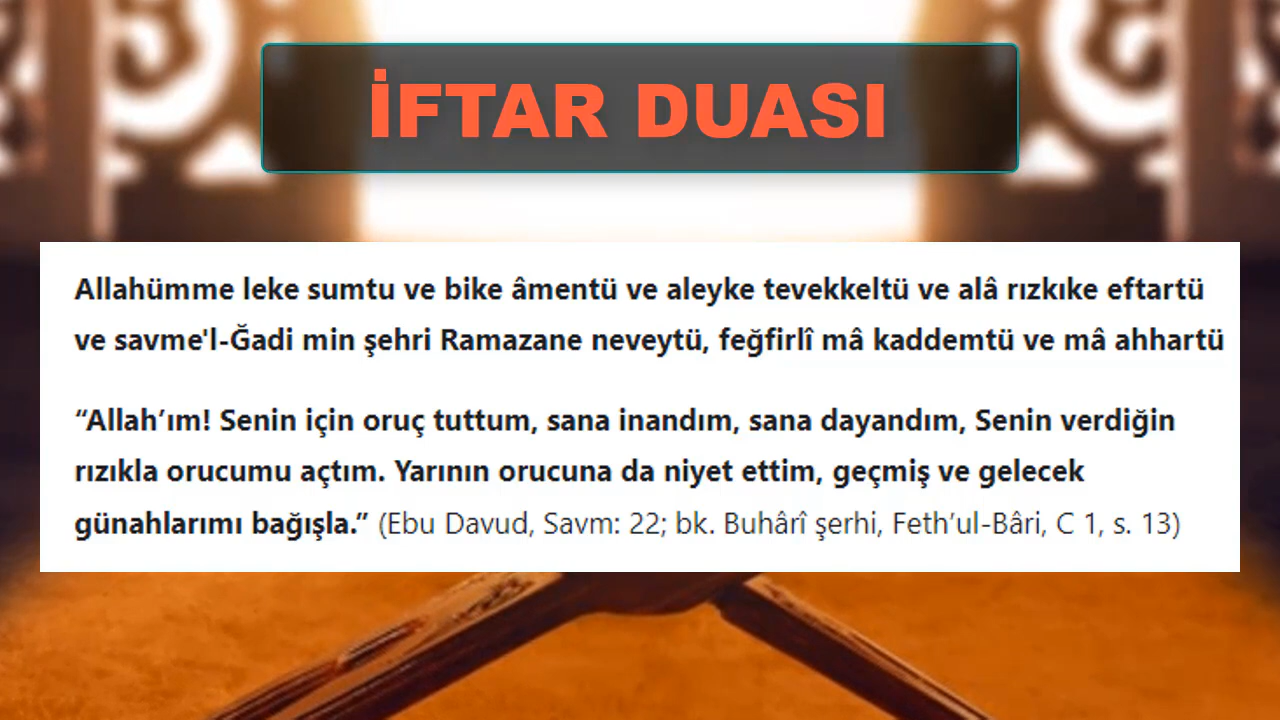 İFTAR DUASI
Allahümme leke sumtu ve bike âmentü ve aleyke tevekkeltü ve alâ rızkıke eftartü
ve savme'l-Ğadi min şehri Ramazane neveytü, feğfirlî mâ kaddemtü ve mâ ahhartü
“Allah’ım! Senin için oruç tuttum, sana inandım, sana dayandım, Senin verdiğin
rızıkla orucumu açtım. Yarının orucuna da niyet ettim, geçmiş ve gelecek
günahlarımı bağışla.” (Ebu Davud, Savm: 22; bk. Buhârî şerhi, Feth’ul-Bâri, C 1, s. 13)